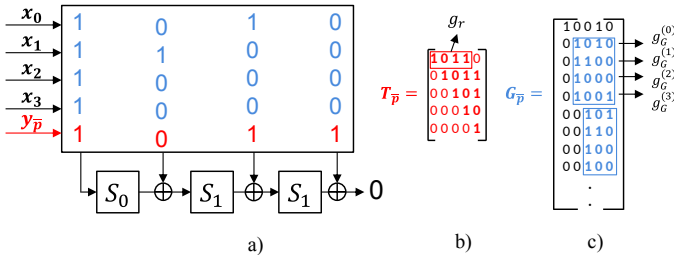 x₀ 1 0 1 0
x₁ 1 1 0 0
x₂ 1 0 0 0
x₃ 1 0 0 0
y_p̅ 1 0 1 1
S₀ ⊕ S₁ ⊕ S₁ ⊕ 0
a)
g_r
T_p̅ =
1 0 1 1 0
0 1 0 1 1
0 0 1 0 1
0 0 0 1 0
0 0 0 0 1
b)
G_p̅ =
1 0 0 1 0
0 1 0 1 0 g_G^(0)
0 1 1 0 0 g_G^(1)
0 1 0 0 0 g_G^(2)
0 1 0 0 1 g_G^(3)
0 0 1 0 1
0 0 1 1 0
0 0 1 0 0
0 0 1 0 0
.
.
c)